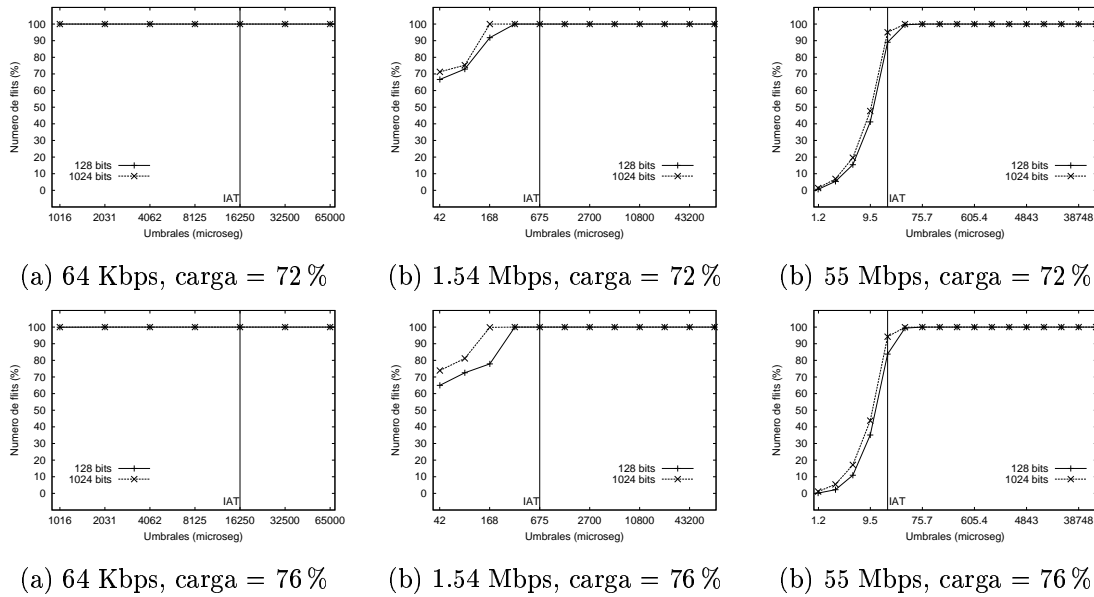 Numero de flits (%)
100
90
80
70
60
50
40
30
20
10
0
128 bits
1024 bits
IAT
1016 2031 4062 8125 16250 32500 65000
Umbrales (microseg)
(a) 64 Kbps, carga = 72 %
Numero de flits (%)
100
90
80
70
60
50
40
30
20
10
0
128 bits
1024 bits
IAT
42 168 675 2700 10800 43200
Umbrales (microseg)
(b) 1.54 Mbps, carga = 72 %
Numero de flits (%)
100
90
80
70
60
50
40
30
20
10
0
128 bits
1024 bits
IAT
1.2 9.5 75.7 605.4 4843 38748
Umbrales (microseg)
(b) 55 Mbps, carga = 72 %
Numero de flits (%)
100
90
80
70
60
50
40
30
20
10
0
128 bits
1024 bits
IAT
1016 2031 4062 8125 16250 32500 65000
Umbrales (microseg)
(a) 64 Kbps, carga = 76 %
Numero de flits (%)
100
90
80
70
60
50
40
30
20
10
0
128 bits
1024 bits
IAT
42 168 675 2700 10800 43200
Umbrales (microseg)
(b) 1.54 Mbps, carga = 76 %
Numero de flits (%)
100
90
80
70
60
50
40
30
20
10
0
128 bits
1024 bits
IAT
1.2 9.5 75.7 605.4 4843 38748
Umbrales (microseg)
(b) 55 Mbps, carga = 76 %